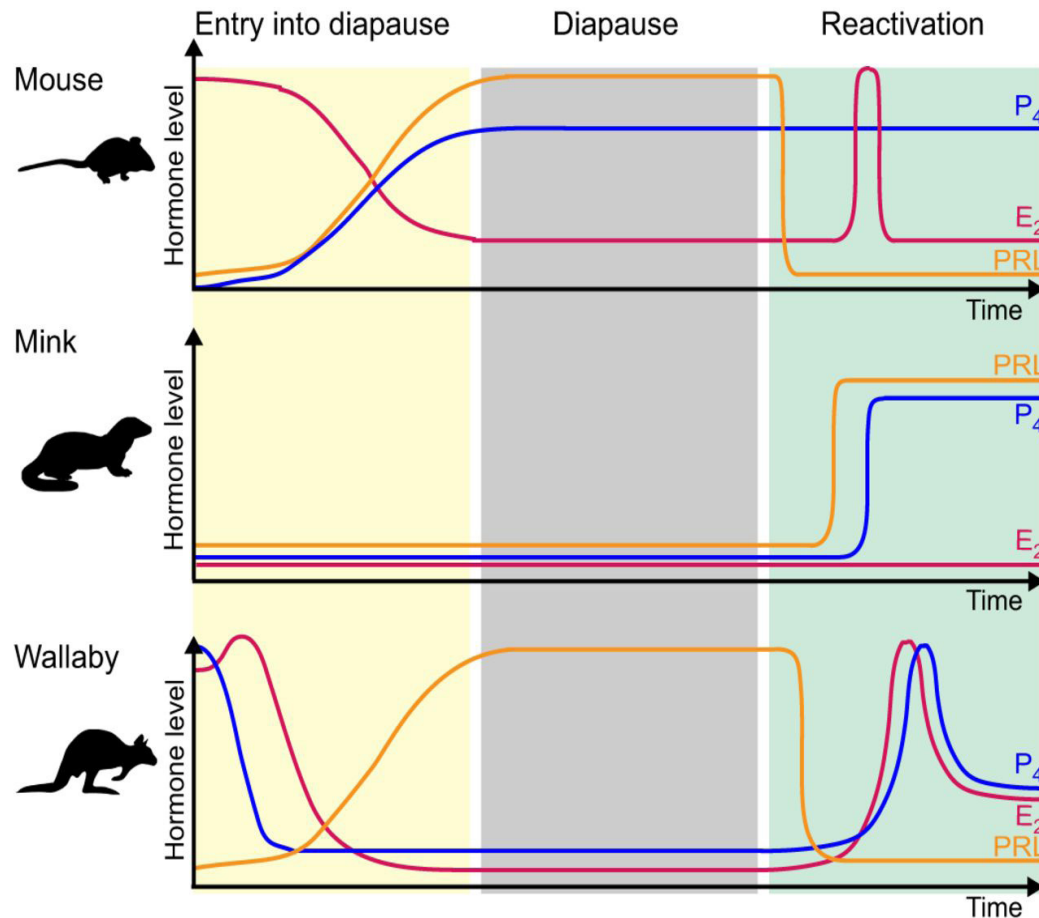 Entry into diapause
Diapause
Reactivation
Mouse
Hormone level
P4
E2
PRL
Time
Mink
Hormone level
PRL
P4
E2
Time
Wallaby
Hormone level
P4
E2
PRL
Time